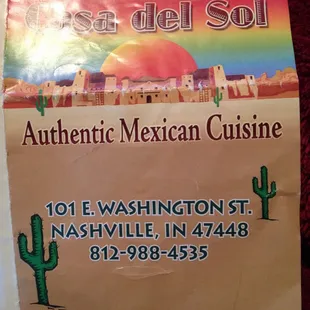 Casa del Sol
Authentic Mexican Cuisine
101 E. WASHINGTON ST.
NASHVILLE, IN 47448
812-988-4535